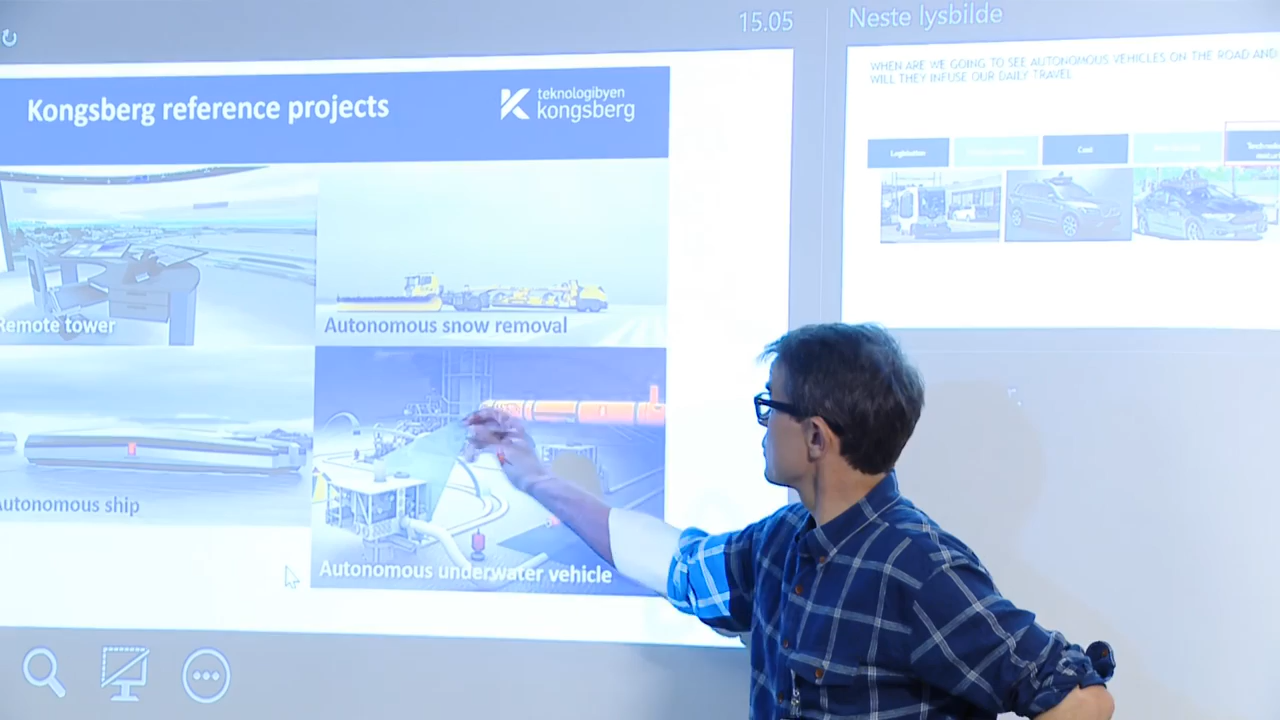 15.05
Neste lysbilde
Kongsberg reference projects
teknologibyen
kongsberg
Remote tower
Autonomous snow removal
Autonomous ship
Autonomous underwater vehicle
WHEN ARE WE GOING TO SEE AUTONOMOUS VEHICLES ON THE ROAD AND
WILL THEY INFUSE OUR DAILY TRAVEL
Legislation
Cost